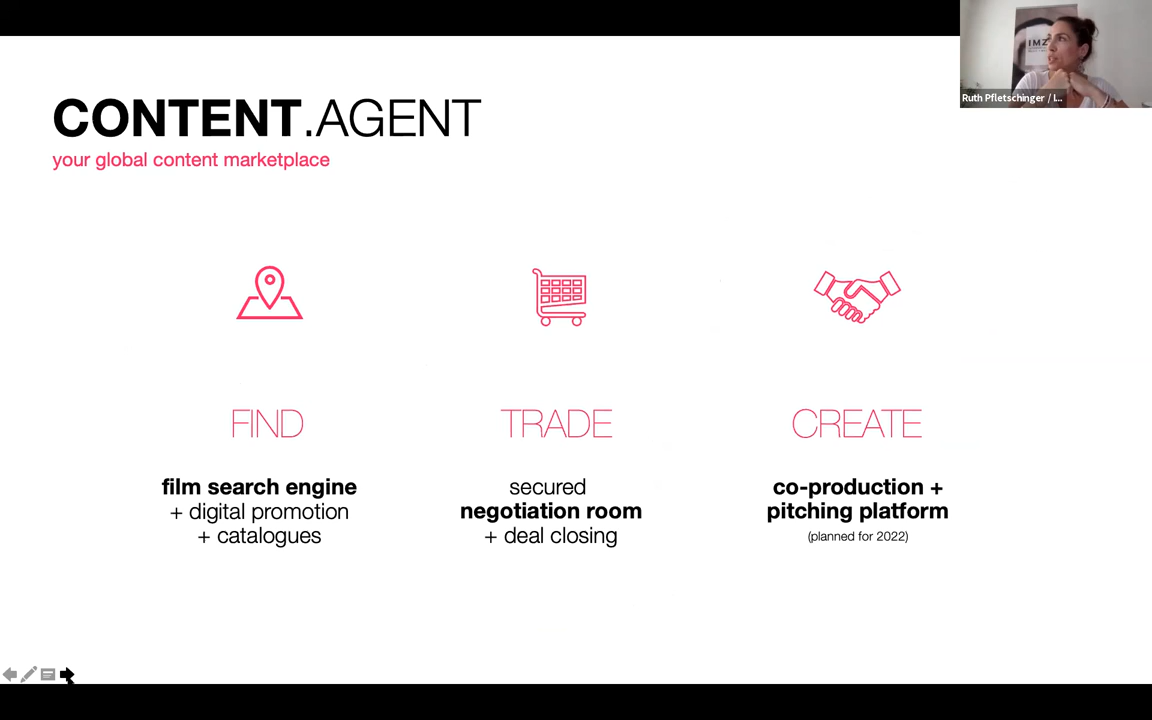 CONTENT.AGENT
your global content marketplace
IMZ
Ruth Pfletschinger / I...
FIND
film search engine
+ digital promotion
+ catalogues
TRADE
secured
negotiation room
+ deal closing
CREATE
co-production +
pitching platform
(planned for 2022)